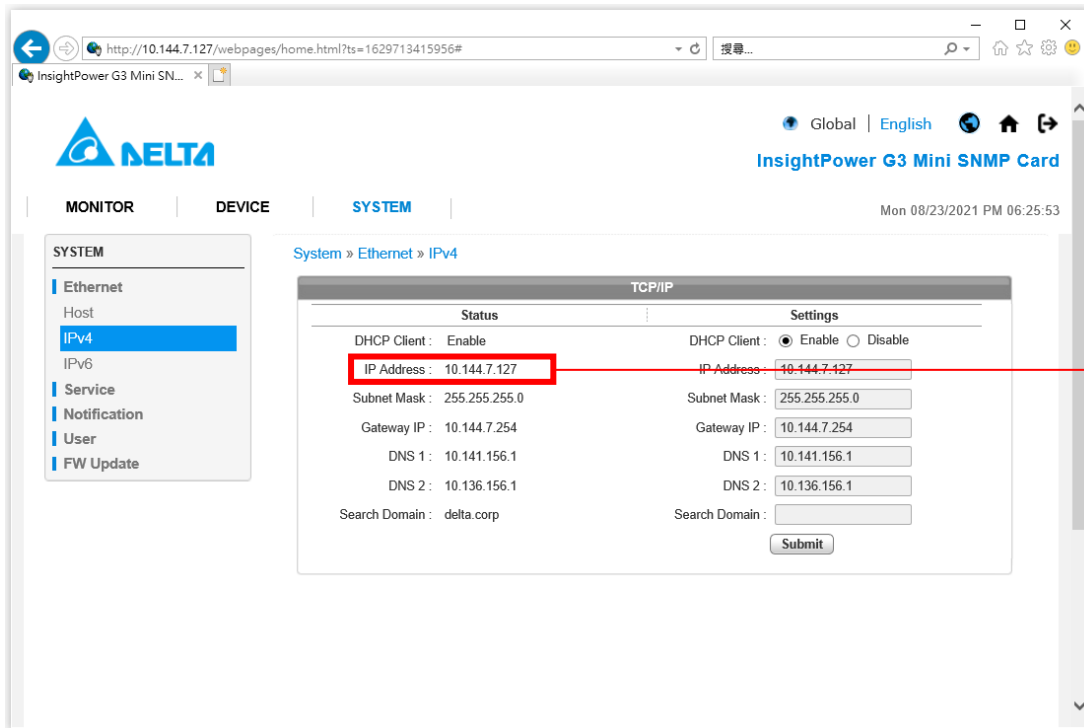 http://10.144.7.127/webpages/home.html?ts=1629713415956#
搜尋...
InsightPower G3 Mini SN...
Global | English
DELTA
InsightPower G3 Mini SNMP Card
MONITOR DEVICE SYSTEM
Mon 08/23/2021 PM 06:25:53
SYSTEM
Ethernet
Host
IPv4
IPv6
Service
Notification
User
FW Update
System » Ethernet » IPv4
TCP/IP
Status Settings
DHCP Client : Enable DHCP Client : Enable Disable
IP Address : 10.144.7.127 IP Address : 10.144.7.127
Subnet Mask : 255.255.255.0 Subnet Mask : 255.255.255.0
Gateway IP : 10.144.7.254 Gateway IP : 10.144.7.254
DNS 1 : 10.141.156.1 DNS 1 : 10.141.156.1
DNS 2 : 10.136.156.1 DNS 2 : 10.136.156.1
Search Domain : delta.corp Search Domain :
Submit